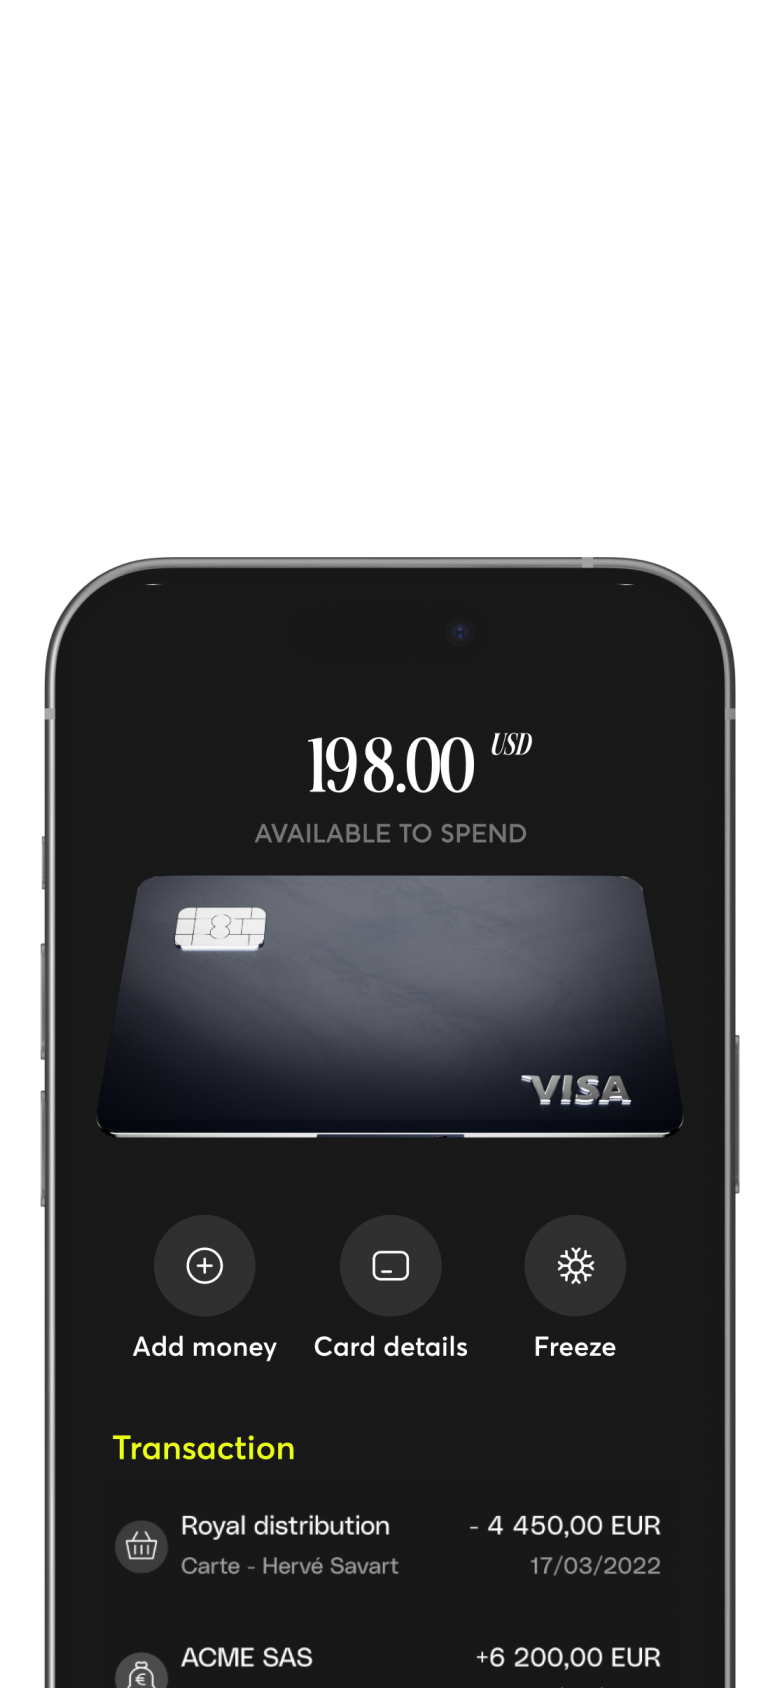 198.00 USD
AVAILABLE TO SPEND
VISA
Add money Card details Freeze
Transaction
Royal distribution - 4 450,00 EUR
Carte - Hervé Savart 17/03/2022
ACME SAS +6 200,00 EUR
€